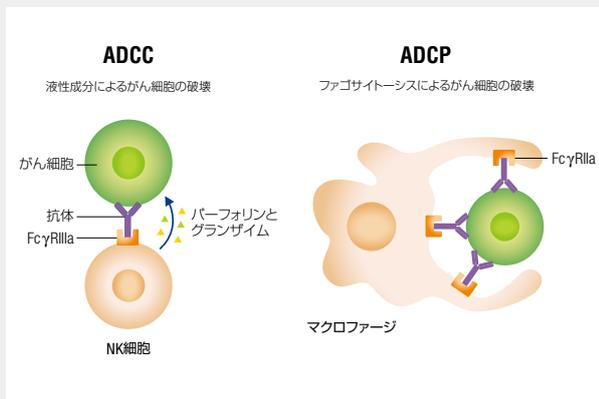 ADCC
液性成分によるがん細胞の破壊
がん細胞
抗体
FcγRIIIa
パーフォリンと
グランザイム
NK細胞
ADCP
ファゴサイトーシスによるがん細胞の破壊
FcγRIIa
マクロファージ